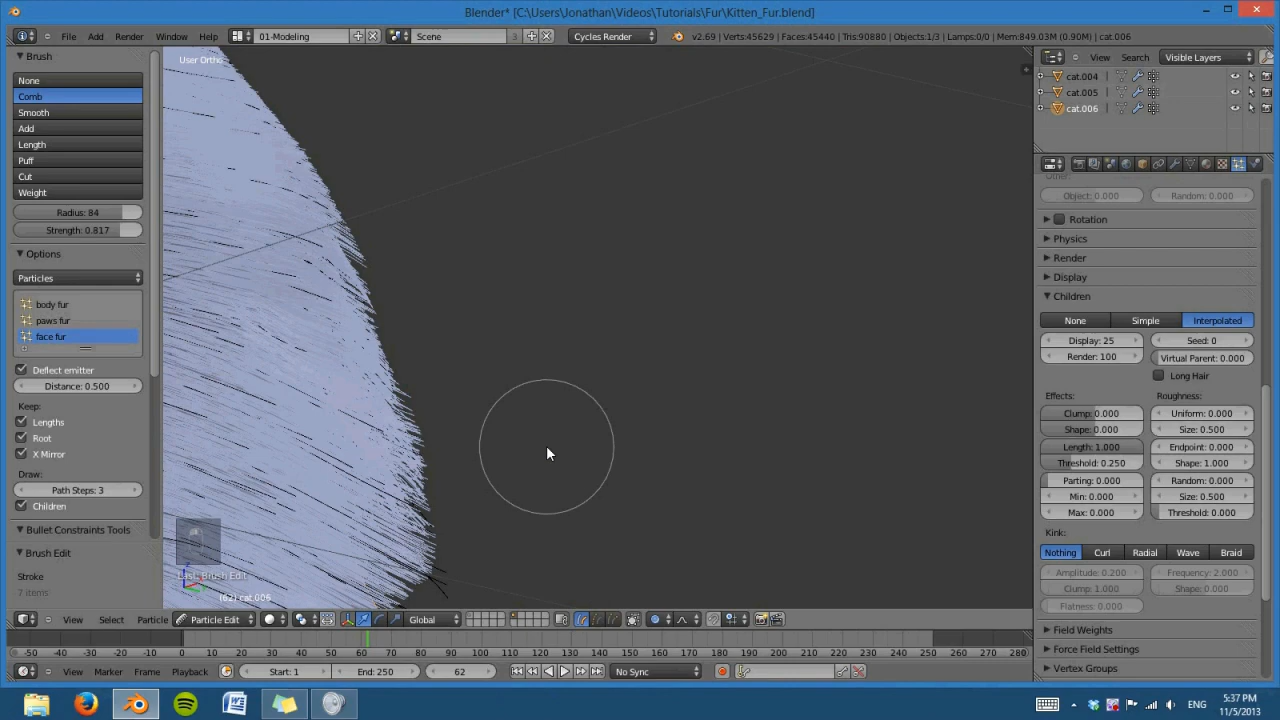 Blender* [C:\Users\Jonathan\Videos\Tutorials\Fur\Kitten_Fur.blend]
File Add Render Window Help 01-Modeling Scene 3 Cycles Render v2.69 | Verts:45629 | Faces:45440 | Tris:90880 | Objects:1/3 | Lamps:0/0 | Mem:849.03M (0.90M) | cat.006
Brush
None
Comb
Smooth
Add
Length
Puff
Cut
Weight
Radius: 84
Strength: 0.817
Options
Particles
body fur
paws fur
face fur
Deflect emitter
Distance: 0.500
Keep:
Lengths
Root
X Mirror
Draw:
Path Steps: 3
Children
Bullet Constraints Tools
Brush Edit
Stroke
7 items
User Ortho
Last: Brush Edit
(62) cat.006
View Select Particle Particle Edit Global
View Search Visible Layers
cat.004
cat.005
cat.006
Object: 0.000 Random: 0.000
Rotation
Physics
Render
Display
Children
None Simple Interpolated
Display: 25 Seed: 0
Render: 100 Virtual Parent: 0.000
Long Hair
Effects: Roughness:
Clump: 0.000 Uniform: 0.000
Shape: 0.000 Size: 0.500
Length: 1.000 Endpoint: 0.000
Threshold: 0.250 Shape: 1.000
Parting: 0.000 Random: 0.000
Min: 0.000 Size: 0.500
Max: 0.000 Threshold: 0.000
Kink:
Nothing Curl Radial Wave Braid
Amplitude: 0.200 Frequency: 2.000
Clump: 1.000 Shape: 0.000
Flatness: 0.000
Field Weights
Force Field Settings
Vertex Groups
-50 -40 -30 -20 -10 0 10 20 30 40 50 60 70 80 90 100 110 120 130 140 150 160 170 180 190 200 210 220 230 240 250 260 270 280
View Marker Frame Playback Start: 1 End: 250 62 No Sync
ENG 5:37 PM
11/5/2013